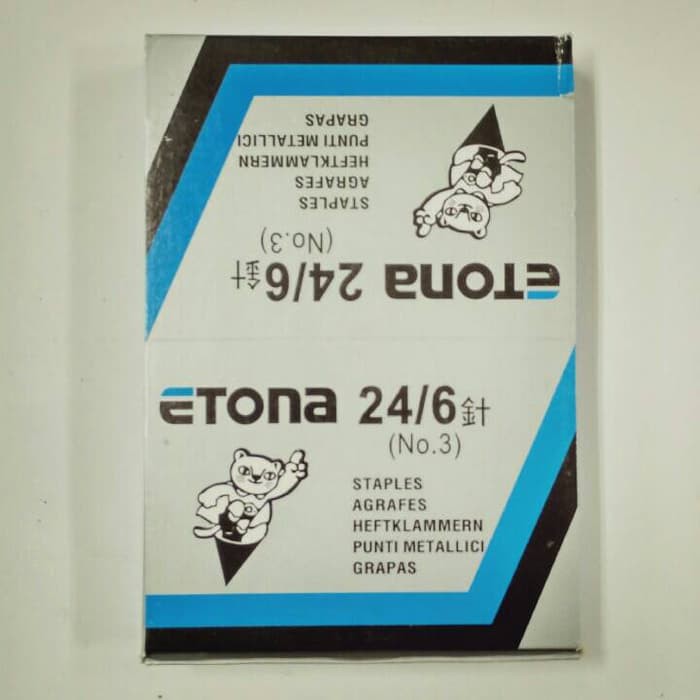 GRAPAS
PUNTI METALLICI
HEFTKLAMMERN
AGRAFES
STAPLES
(No.3)
ETONA 24/6針
ETONA 24/6針
(No.3)
STAPLES
AGRAFES
HEFTKLAMMERN
PUNTI METALLICI
GRAPAS